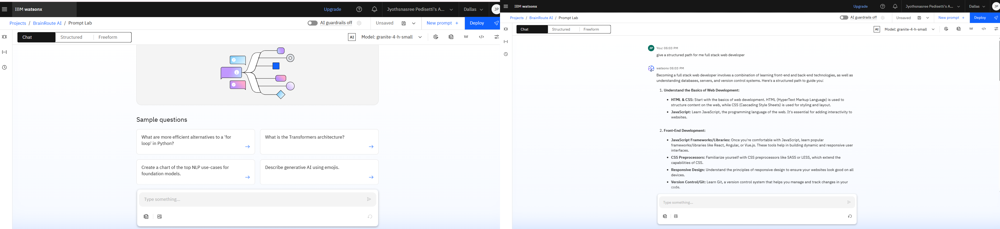 IBM watsonx
Upgrade
Jyothsnasree Pedisetti's A...
Dallas
JP
Projects / BrainRoute AI / Prompt Lab
AI guardrails off
Unsaved
New prompt +
Deploy
Chat
Structured
Freeform
AI
Model: granite-4-h-small
TXT
</>
Sample questions
What are more efficient alternatives to a 'for
loop' in Python?
What is the Transformers architecture?
Create a chart of the top NLP use-cases for
foundation models.
Describe generative AI using emojis.
Type something...
IBM watsonx
Upgrade
Jyothsnasree Pedisetti's A...
Dallas
JP
Projects / BrainRoute AI / Prompt Lab
AI guardrails off
Unsaved
New prompt +
Deploy
Chat
Structured
Freeform
AI
Model: granite-4-h-small
TXT
</>
JP
You: 05:03 PM
give a structured path for me full stack web developer
watsonx 05:03 PM
Becoming a full stack web developer involves a combination of learning front-end and back-end technologies, as well as
understanding databases, servers, and version control systems. Here's a structured path to guide you:
1. Understand the Basics of Web Development:
• HTML & CSS: Start with the basics of web development. HTML (HyperText Markup Language) is used to
structure content on the web, while CSS (Cascading Style Sheets) is used for styling and layout.
• JavaScript: Learn JavaScript, the programming language of the web. It's essential for adding interactivity to
websites.
2. Front-End Development:
• JavaScript Frameworks/Libraries: Once you're comfortable with JavaScript, learn popular
frameworks/libraries like React, Angular, or Vue.js. These tools help in building dynamic and responsive user
interfaces.
• CSS Preprocessors: Familiarize yourself with CSS preprocessors like SASS or LESS, which extend the
capabilities of CSS.
• Responsive Design: Understand the principles of responsive design to ensure your websites look good on all
devices.
• Version Control/Git: Learn Git, a version control system that helps you manage and track changes in your
code.
Type something...